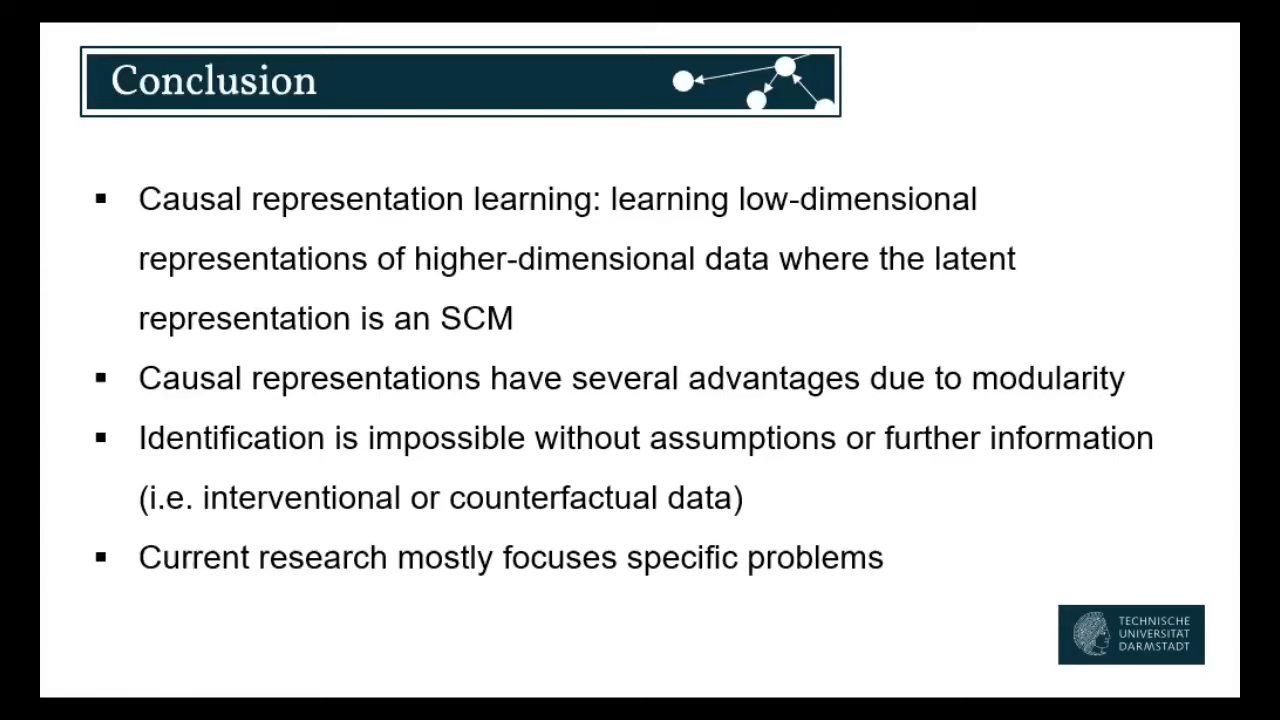 Conclusion
▪ Causal representation learning: learning low-dimensional
representations of higher-dimensional data where the latent
representation is an SCM
▪ Causal representations have several advantages due to modularity
▪ Identification is impossible without assumptions or further information
(i.e. interventional or counterfactual data)
▪ Current research mostly focuses specific problems
TECHNISCHE
UNIVERSITÄT
DARMSTADT